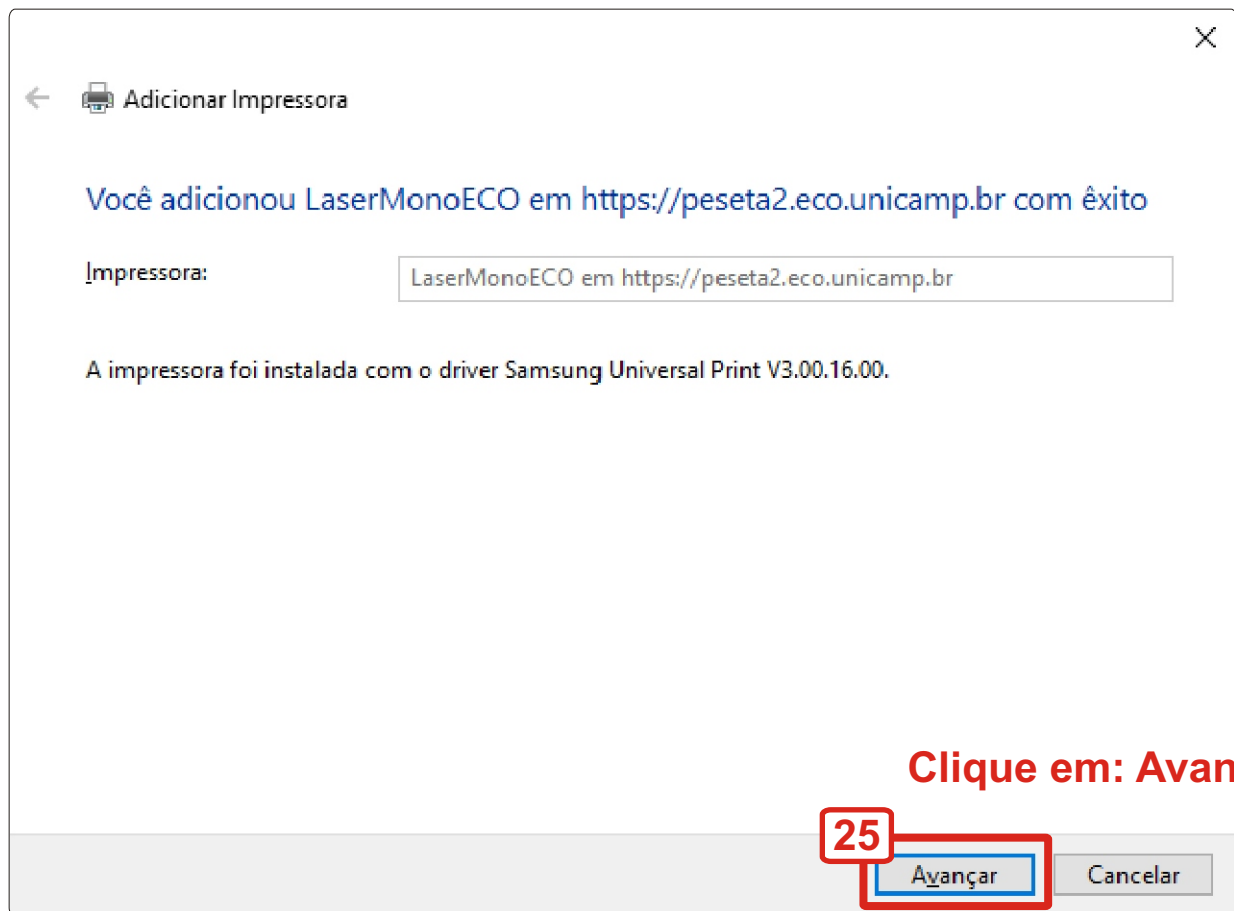 Adicionar Impressora
Você adicionou LaserMonoECO em https://peseta2.eco.unicamp.br com êxito
Impressora:
LaserMonoECO em https://peseta2.eco.unicamp.br
A impressora foi instalada com o driver Samsung Universal Print V3.00.16.00.
Clique em: Avan
25
Avançar
Cancelar